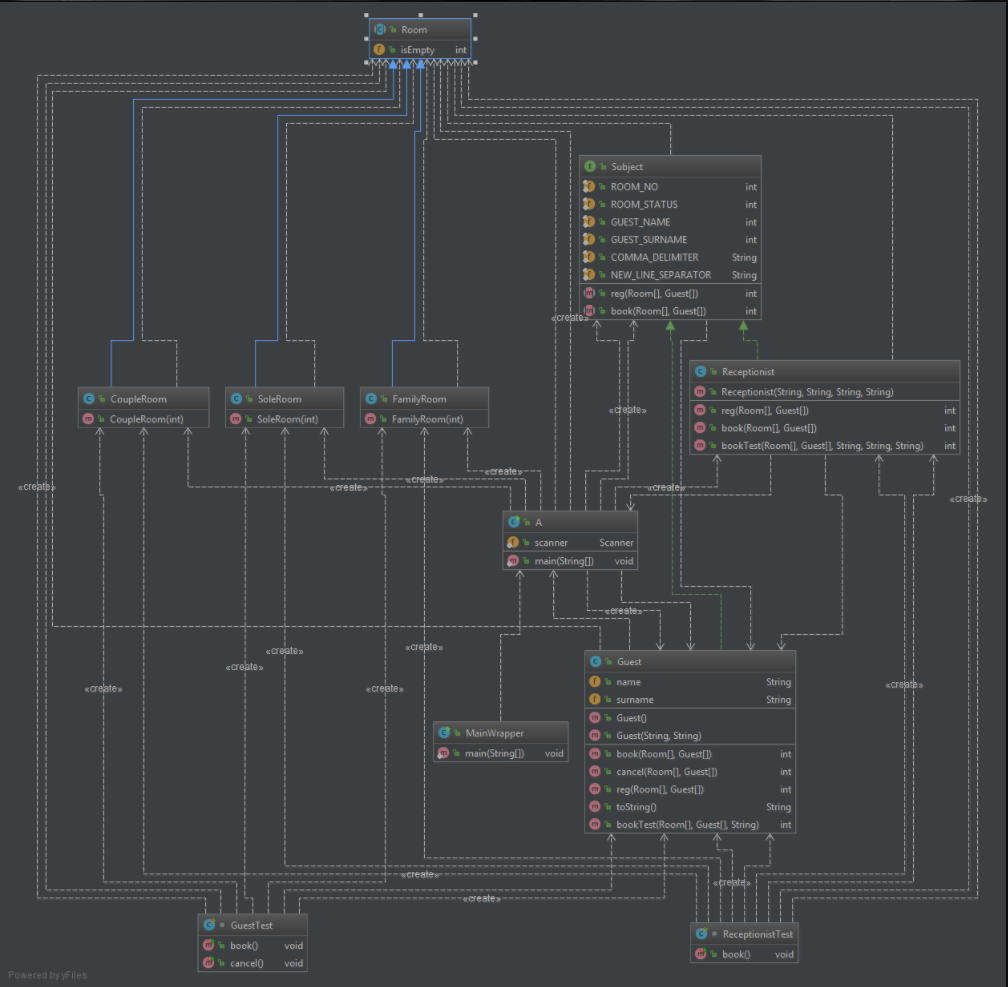 Room
isEmpty int
Subject
ROOM_NO int
ROOM_STATUS int
GUEST_NAME int
GUEST_SURNAME int
COMMA_DELIMITER String
NEW_LINE_SEPARATOR String
reg(Room[], Guest[]) int
book(Room[], Guest[]) int
«create»
CoupleRoom
CoupleRoom(int)
SoleRoom
SoleRoom(int)
FamilyRoom
FamilyRoom(int)
Receptionist
Receptionist(String, String, String, String)
reg(Room[], Guest[]) int
book(Room[], Guest[]) int
bookTest(Room[], Guest[], String, String, String) int
«create»
«create»
«create»
«create»
«create»
«create»
«create»
A
scanner Scanner
main(String[]) void
«create»
«create»
«create»
«create»
«create»
«create»
«create»
Guest
name String
surname String
Guest()
Guest(String, String)
book(Room[], Guest[]) int
cancel(Room[], Guest[]) int
reg(Room[], Guest[]) int
toString() String
bookTest(Room[], Guest[], String) int
MainWrapper
main(String[]) void
«create»
«create»
«create»
GuestTest
book() void
cancel() void
ReceptionistTest
book() void
Powered by yFiles